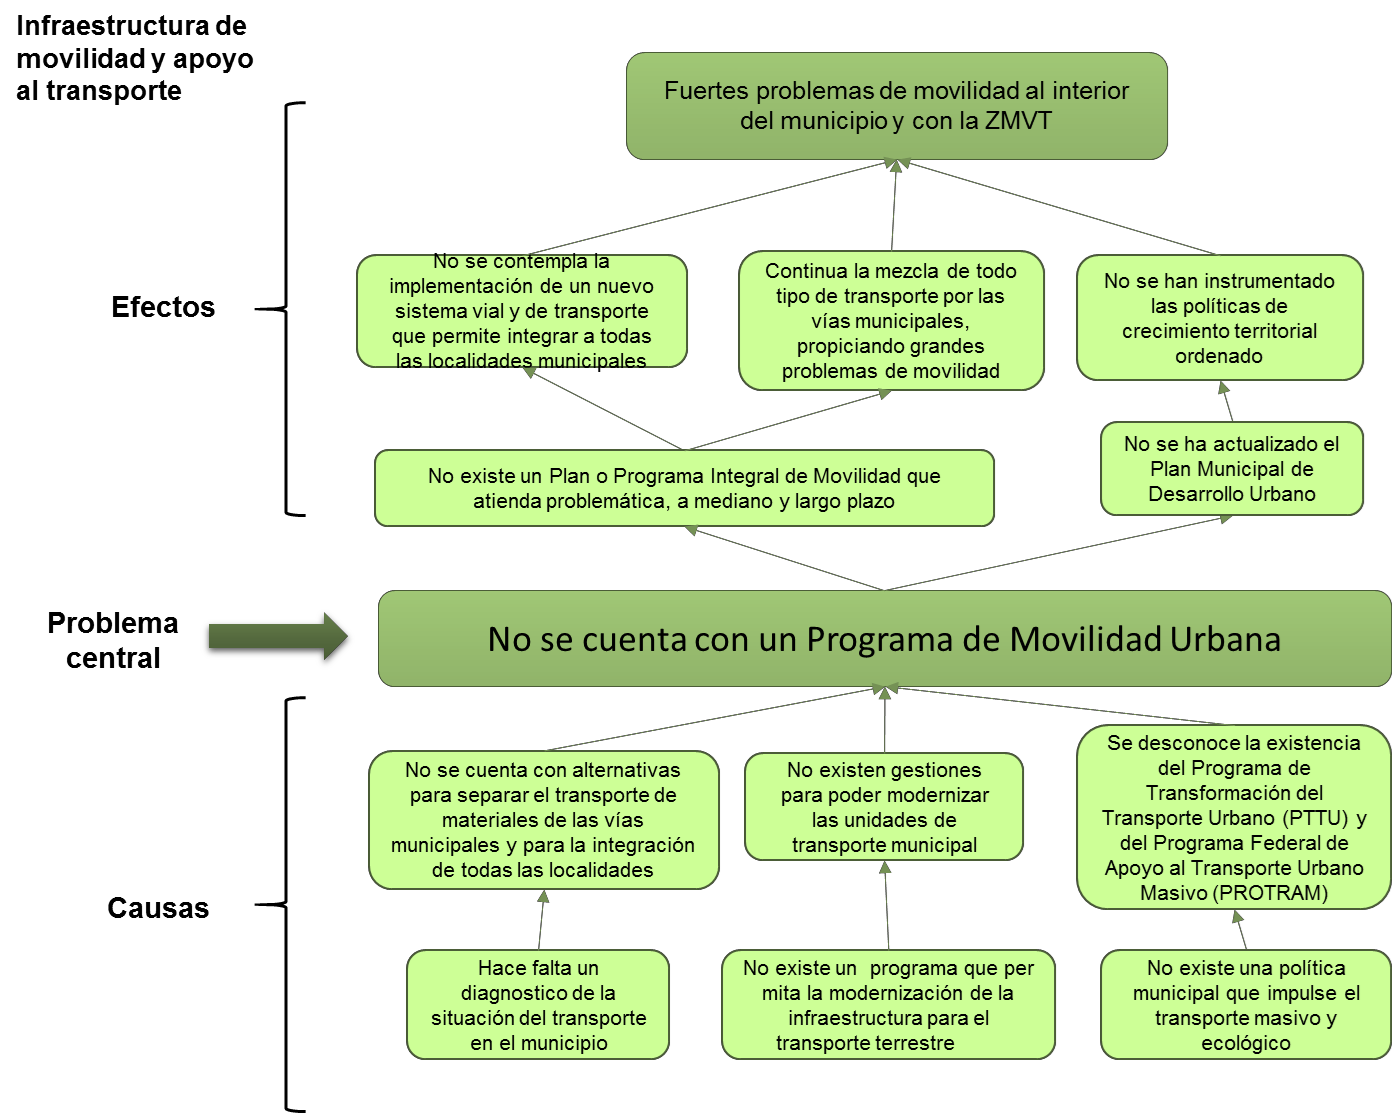 Infraestructura de
movilidad y apoyo
al transporte
Fuertes problemas de movilidad al interior
del municipio y con la ZMVT
Efectos
No se contempla la
implementación de un nuevo
sistema vial y de transporte
que permite integrar a todas
las localidades municipales
Continua la mezcla de todo
tipo de transporte por las
vías municipales,
propiciando grandes
problemas de movilidad
No se han instrumentado
las políticas de
crecimiento territorial
ordenado
No existe un Plan o Programa Integral de Movilidad que
atienda problemática, a mediano y largo plazo
No se ha actualizado el
Plan Municipal de
Desarrollo Urbano
Problema
central
No se cuenta con un Programa de Movilidad Urbana
Causas
No se cuenta con alternativas
para separar el transporte de
materiales de las vías
municipales y para la integración
de todas las localidades
No existen gestiones
para poder modernizar
las unidades de
transporte municipal
Se desconoce la existencia
del Programa de
Transformación del
Transporte Urbano (PTTU) y
del Programa Federal de
Apoyo al Transporte Urbano
Masivo (PROTRAM)
Hace falta un
diagnostico de la
situación del transporte
en el municipio
No existe un programa que per
mita la modernización de la
infraestructura para el
transporte terrestre
No existe una política
municipal que impulse el
transporte masivo y
ecológico